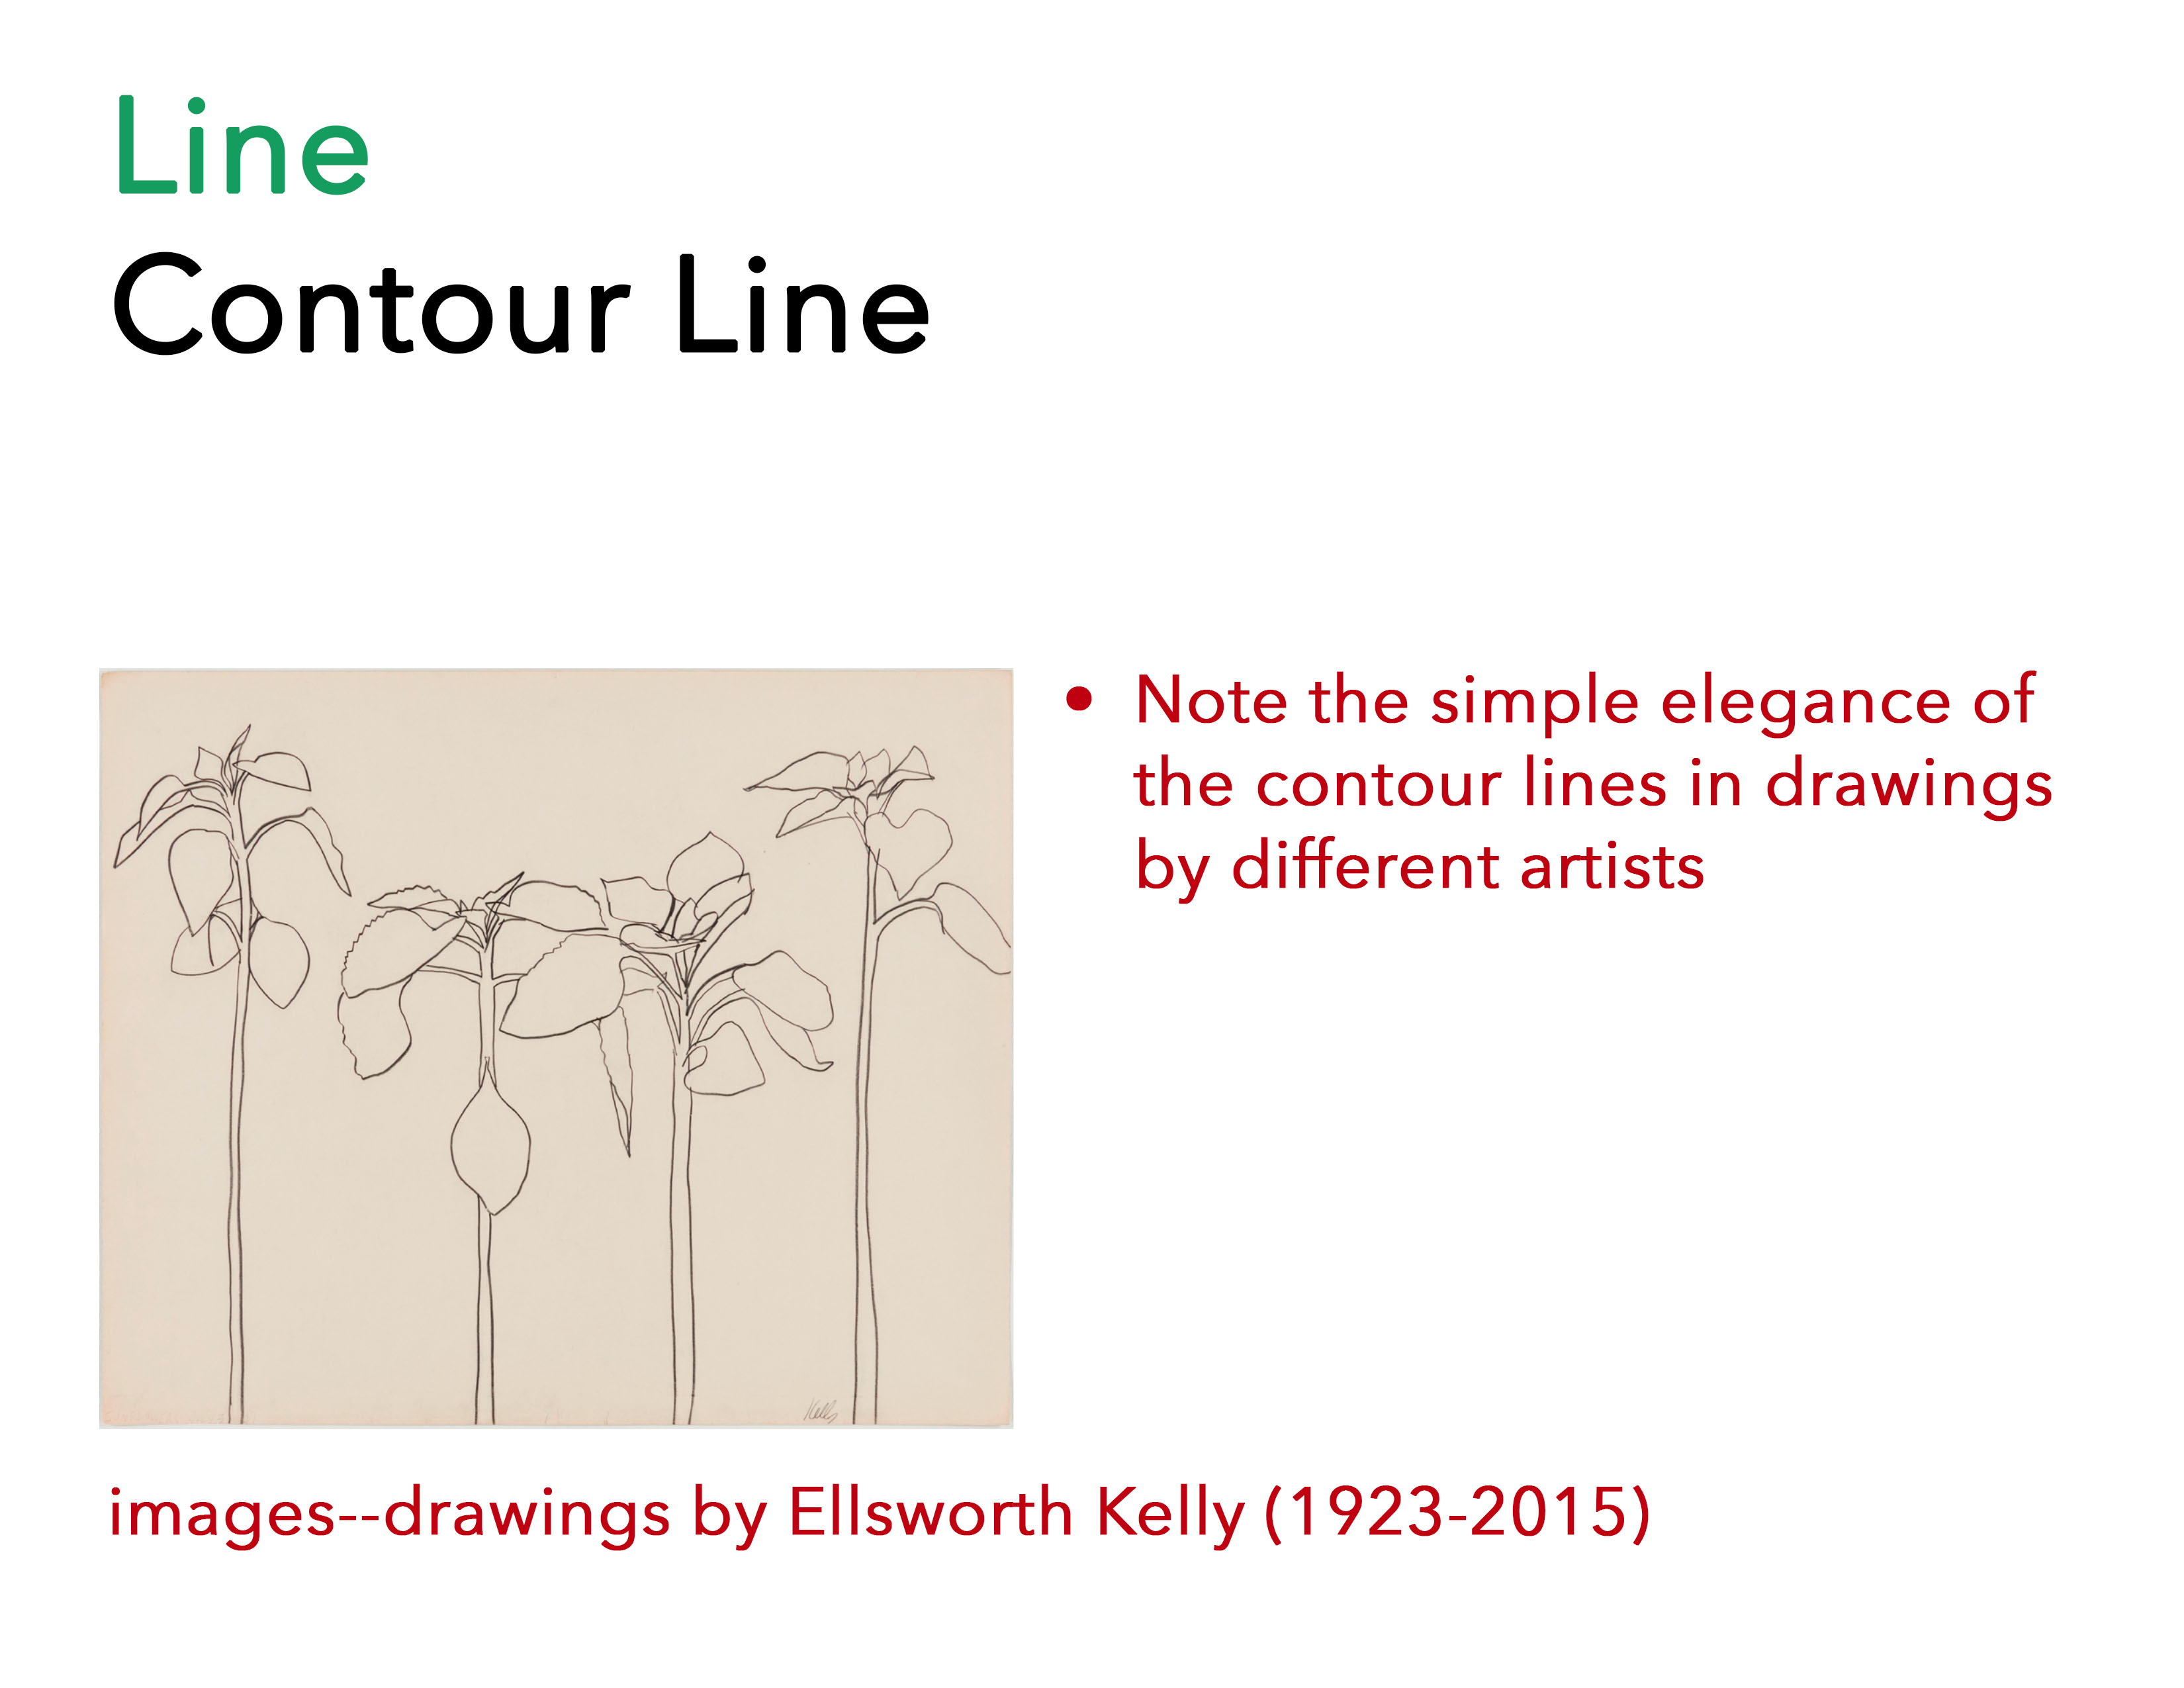 Line
Contour Line
• Note the simple elegance of
the contour lines in drawings
by different artists
Kelly
images--drawings by Ellsworth Kelly (1923-2015)